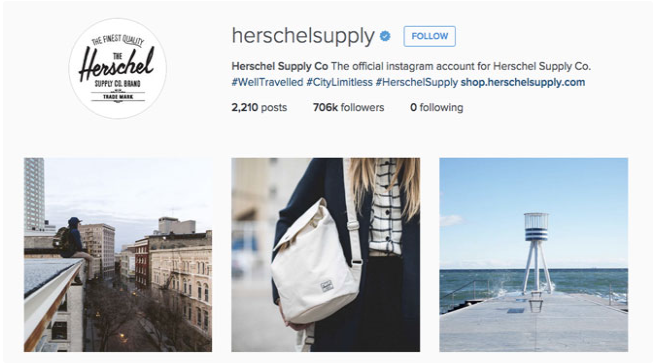 THE FINEST QUALITY
THE
Herschel
SUPPLY CO. BRAND
TRADE MARK
herschelsupply FOLLOW
Herschel Supply Co The official instagram account for Herschel Supply Co.
#WellTravelled #CityLimitless #HerschelSupply shop.herschelsupply.com
2,210 posts 706k followers 0 following